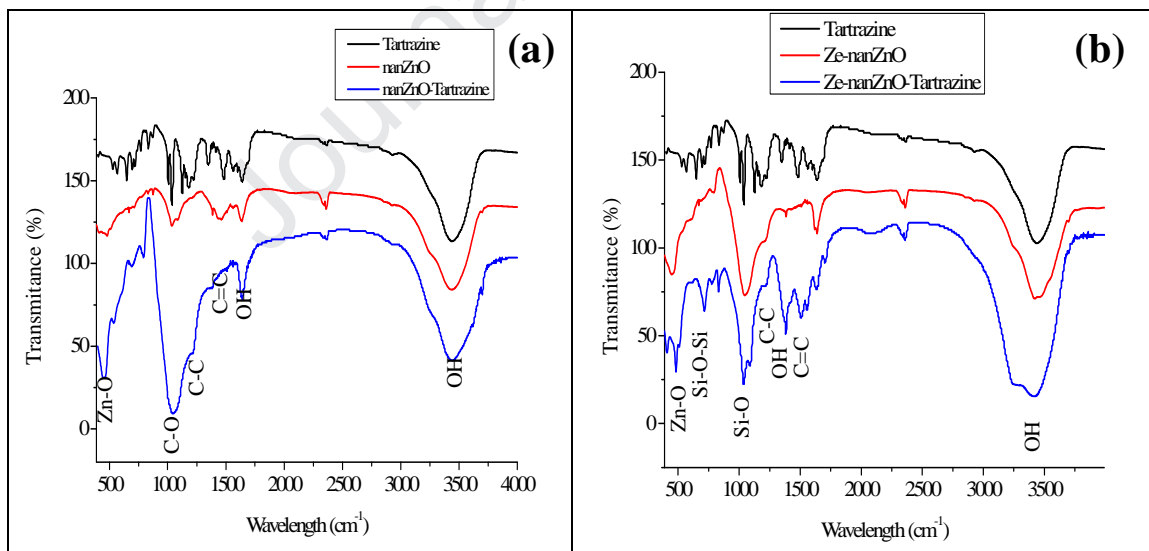 Journa
(a)
Tartrazine
nanZnO
nanZnO-Tartrazine
200
150
100
50
0
Transmitance (%)
Zn-O
C-O
C-C
C=C
OH
OH
500 1000 1500 2000 2500 3000 3500 4000
Wavelength (cm-1)
(b)
Tartrazine
Ze-nanZnO
Ze-nanZnO-Tartrazine
200
150
100
50
0
Transmitance (%)
Zn-O
Si-O-Si
Si-O
C-C
OH
C=C
OH
500 1000 1500 2000 2500 3000 3500
Wavelength (cm-1)